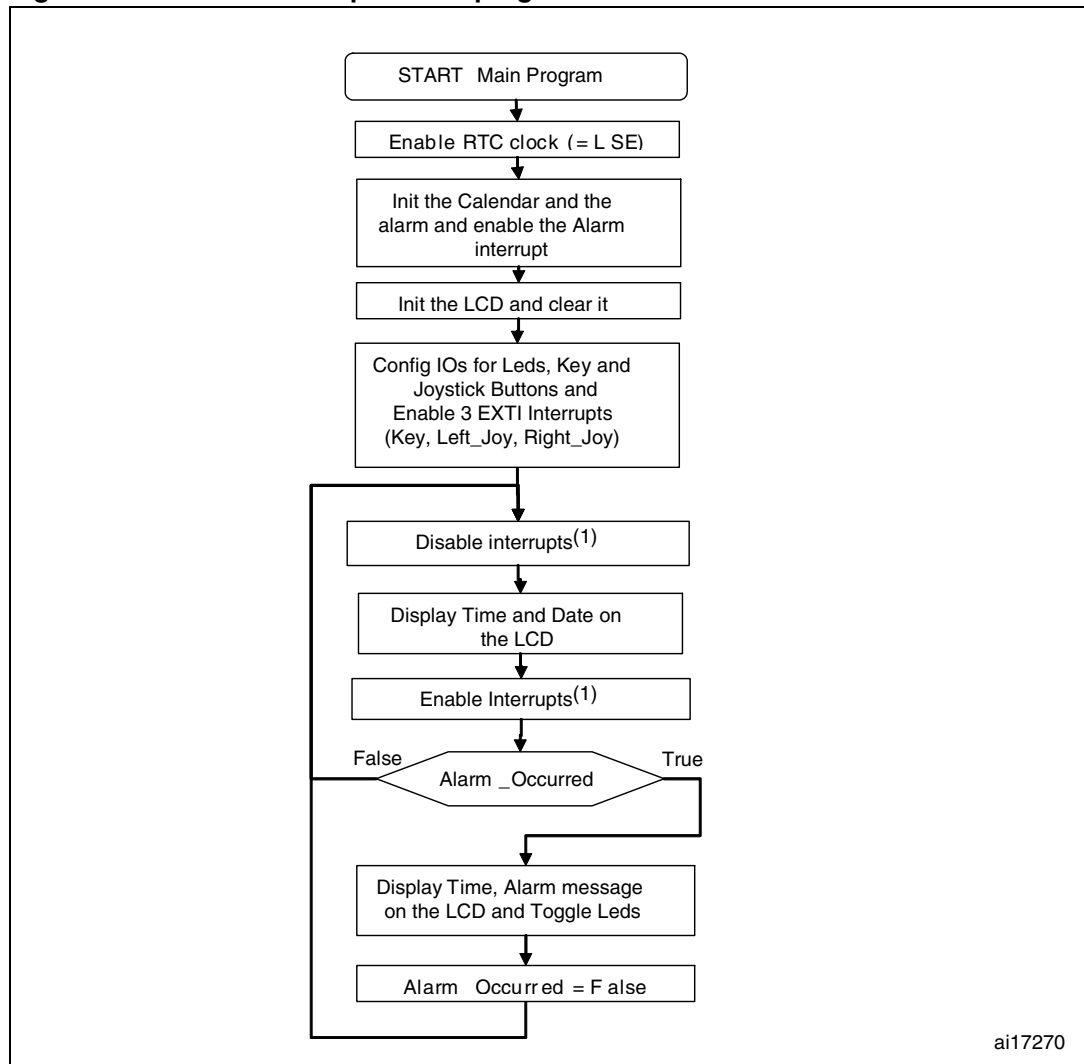 START Main Program
Enable RTC clock (= L SE)
Init the Calendar and the
alarm and enable the Alarm
interrupt
Init the LCD and clear it
Config IOs for Leds, Key and
Joystick Buttons and
Enable 3 EXTI Interrupts
(Key, Left_Joy, Right_Joy)
Disable interrupts(1)
Display Time and Date on
the LCD
Enable Interrupts(1)
False
True
Alarm _Occurred
Display Time, Alarm message
on the LCD and Toggle Leds
Alarm Occurred = F alse
ai17270